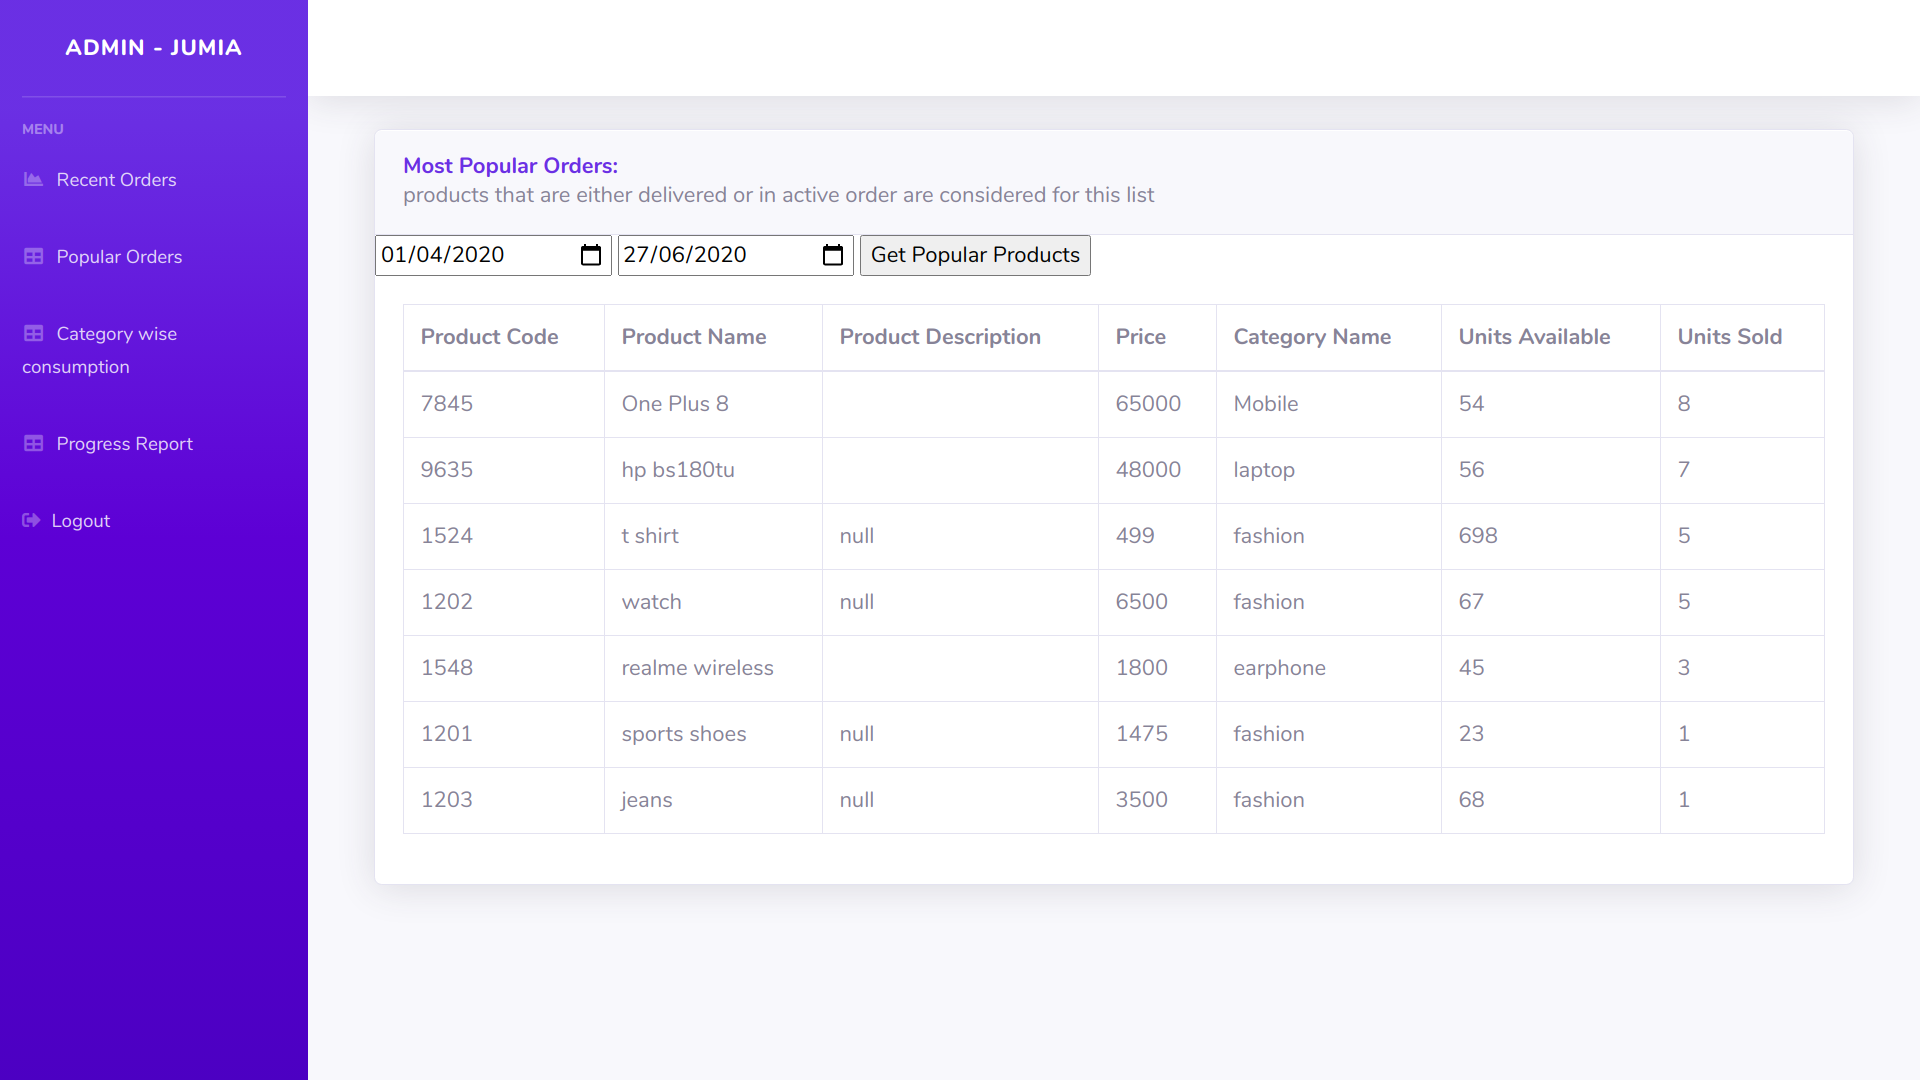 ADMIN - JUMIA
MENU
Recent Orders
Popular Orders
Category wise
consumption
Progress Report
Logout
Most Popular Orders:
products that are either delivered or in active order are considered for this list
01/04/2020 27/06/2020 Get Popular Products
Product Code Product Name Product Description Price Category Name Units Available Units Sold
7845 One Plus 8 65000 Mobile 54 8
9635 hp bs180tu 48000 laptop 56 7
1524 t shirt null 499 fashion 698 5
1202 watch null 6500 fashion 67 5
1548 realme wireless 1800 earphone 45 3
1201 sports shoes null 1475 fashion 23 1
1203 jeans null 3500 fashion 68 1